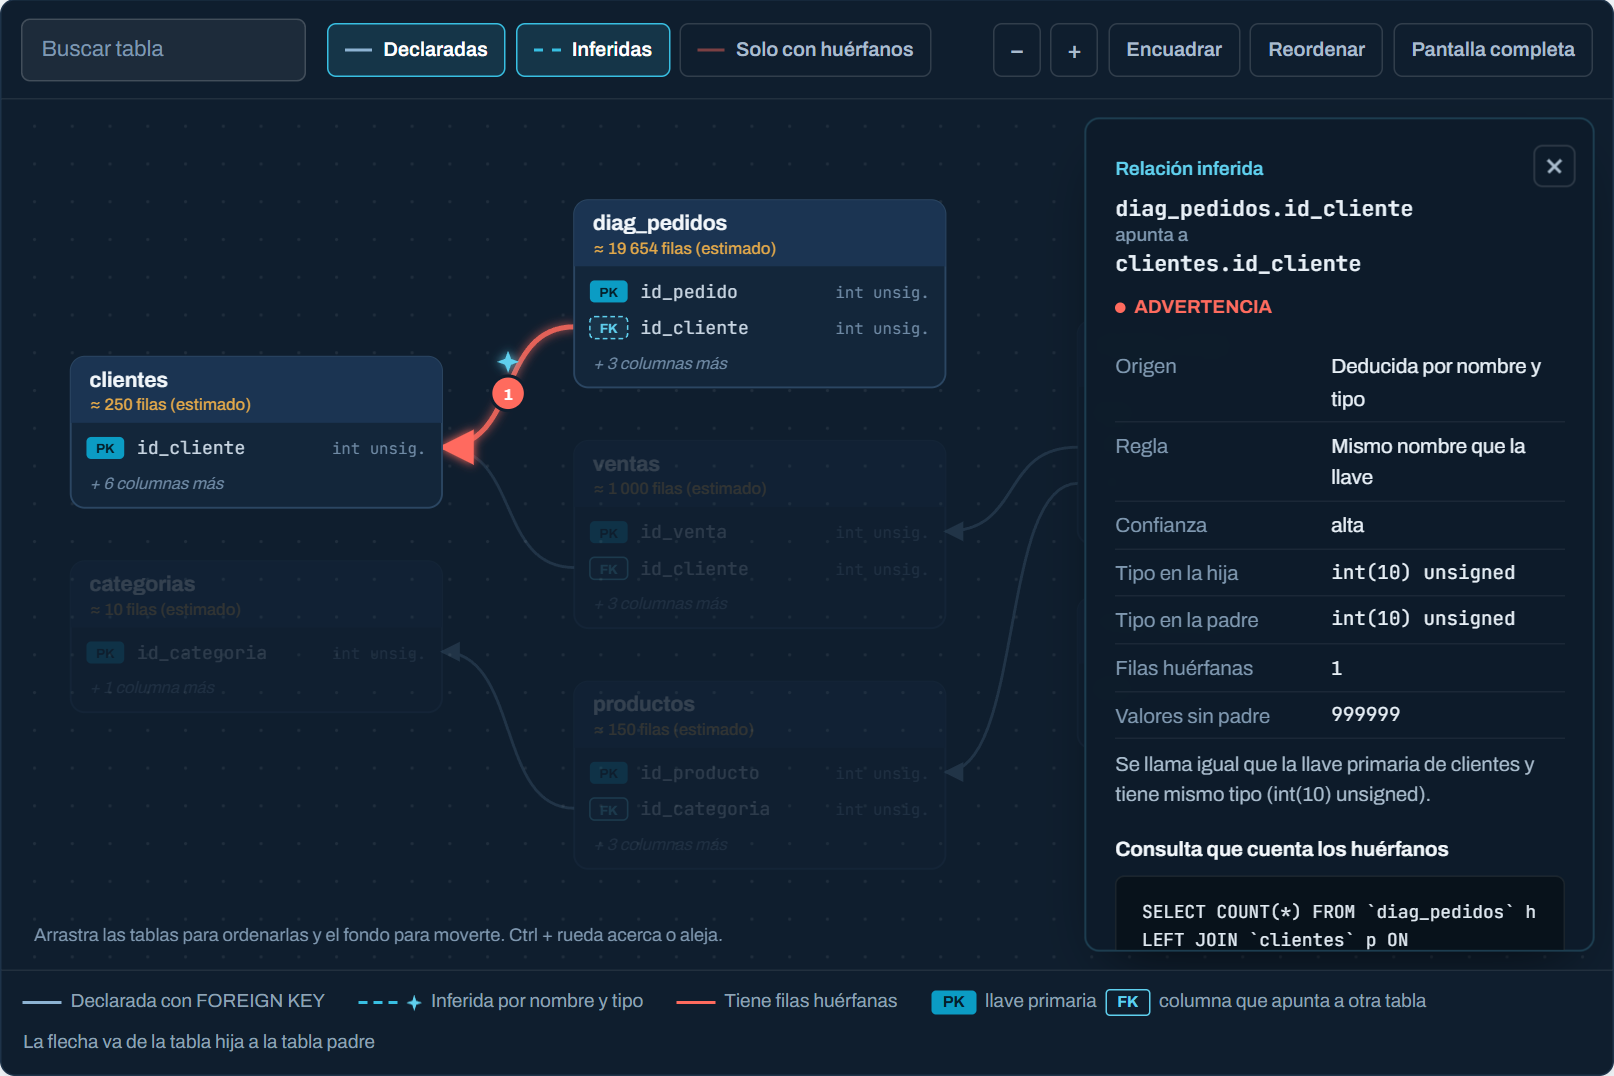 Buscar tabla
Declaradas
Inferidas
Solo con huérfanos
−
+
Encuadrar
Reordenar
Pantalla completa
diag_pedidos
≈ 19 654 filas (estimado)
PK id_pedido int unsig.
FK id_cliente int unsig.
+ 3 columnas más
1
clientes
≈ 250 filas (estimado)
PK id_cliente int unsig.
+ 6 columnas más
ventas
≈ 1 000 filas (estimado)
PK id_venta int unsig.
FK id_cliente int unsig.
+ 3 columnas más
categorias
≈ 10 filas (estimado)
PK id_categoria int unsig.
+ 1 columna más
productos
≈ 150 filas (estimado)
PK id_producto int unsig.
FK id_categoria int unsig.
+ 3 columnas más
Arrastra las tablas para ordenarlas y el fondo para moverte. Ctrl + rueda acerca o aleja.
Relación inferida
×
diag_pedidos.id_cliente
apunta a
clientes.id_cliente
ADVERTENCIA
Origen Deducida por nombre y
tipo
Regla Mismo nombre que la
llave
Confianza alta
Tipo en la hija int(10) unsigned
Tipo en la padre int(10) unsigned
Filas huérfanas 1
Valores sin padre 999999
Se llama igual que la llave primaria de clientes y
tiene mismo tipo (int(10) unsigned).
Consulta que cuenta los huérfanos
SELECT COUNT(*) FROM `diag_pedidos` h
LEFT JOIN `clientes` p ON
Declarada con FOREIGN KEY
Inferida por nombre y tipo
Tiene filas huérfanas
PK llave primaria
FK columna que apunta a otra tabla
La flecha va de la tabla hija a la tabla padre